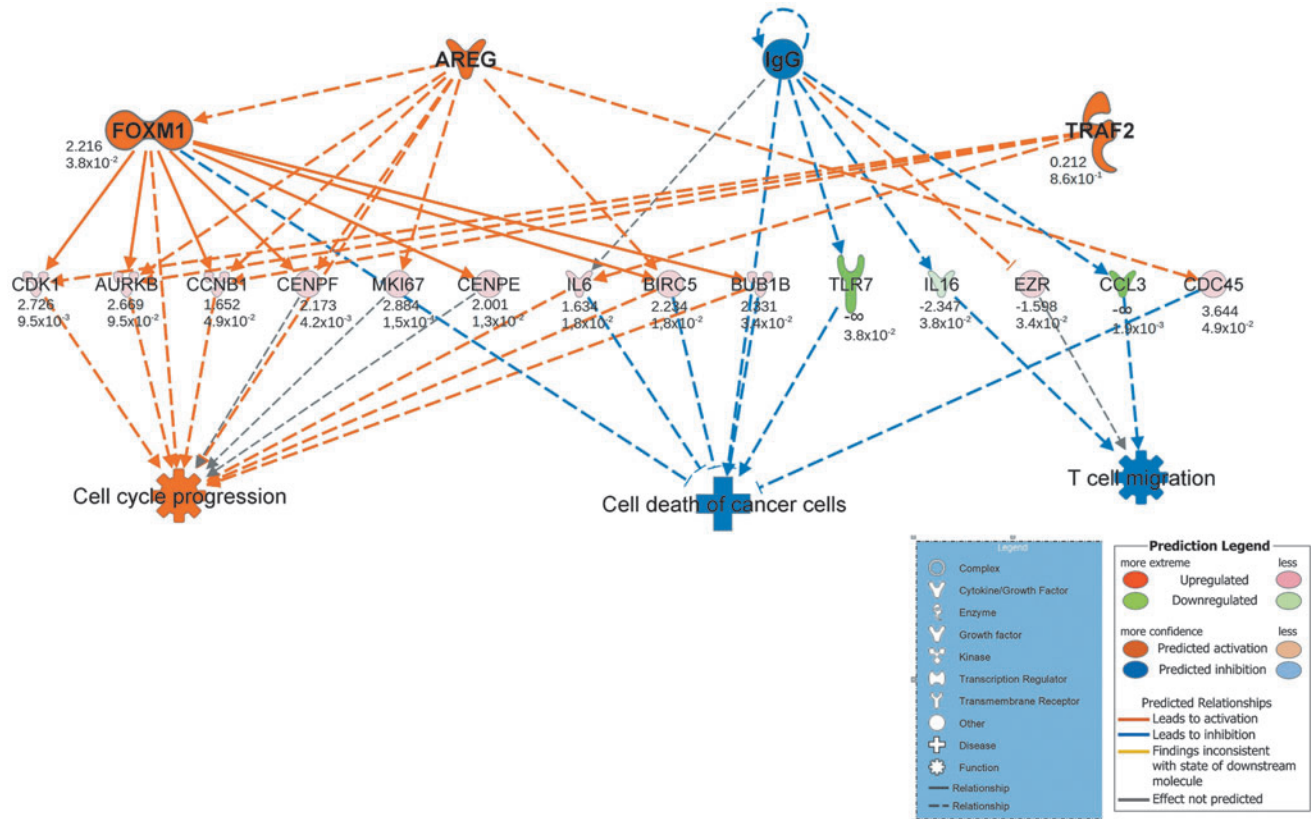 AREG
IgG
FOXM1
2.216
3.8x10-2
TRAF2
0.212
8.6x10-1
CDK1
2.726
9.5x10-3
AURKB
2.669
9.5x10-2
CCNB1
1.652
4.9x10-2
CENPF
2.173
4.2x10-3
MKI67
2.884
1,5x10-2
CENPE
2.001
1,3x10-2
IL6
1.634
1,8x10-2
BIRC5
2.234
1,8x10-2
BUB1B
2.331
3.4x10-2
TLR7
-∞
3.8x10-2
IL16
-2.347
3.8x10-2
EZR
-1.598
3.4x10-2
CCL3
-∞
1.9x10-3
CDC45
3.644
4.9x10-2
Cell cycle progression
Cell death of cancer cells
T cell migration
Legend
Complex
Cytokine/Growth Factor
Enzyme
Growth factor
Kinase
Transcription Regulator
Transmembrane Receptor
Other
Disease
Function
Relationship
Relationship
Prediction Legend
more extreme less
Upregulated
Downregulated
more confidence less
Predicted activation
Predicted inhibition
Predicted Relationships
Leads to activation
Leads to inhibition
Findings inconsistent
with state of downstream
molecule
Effect not predicted